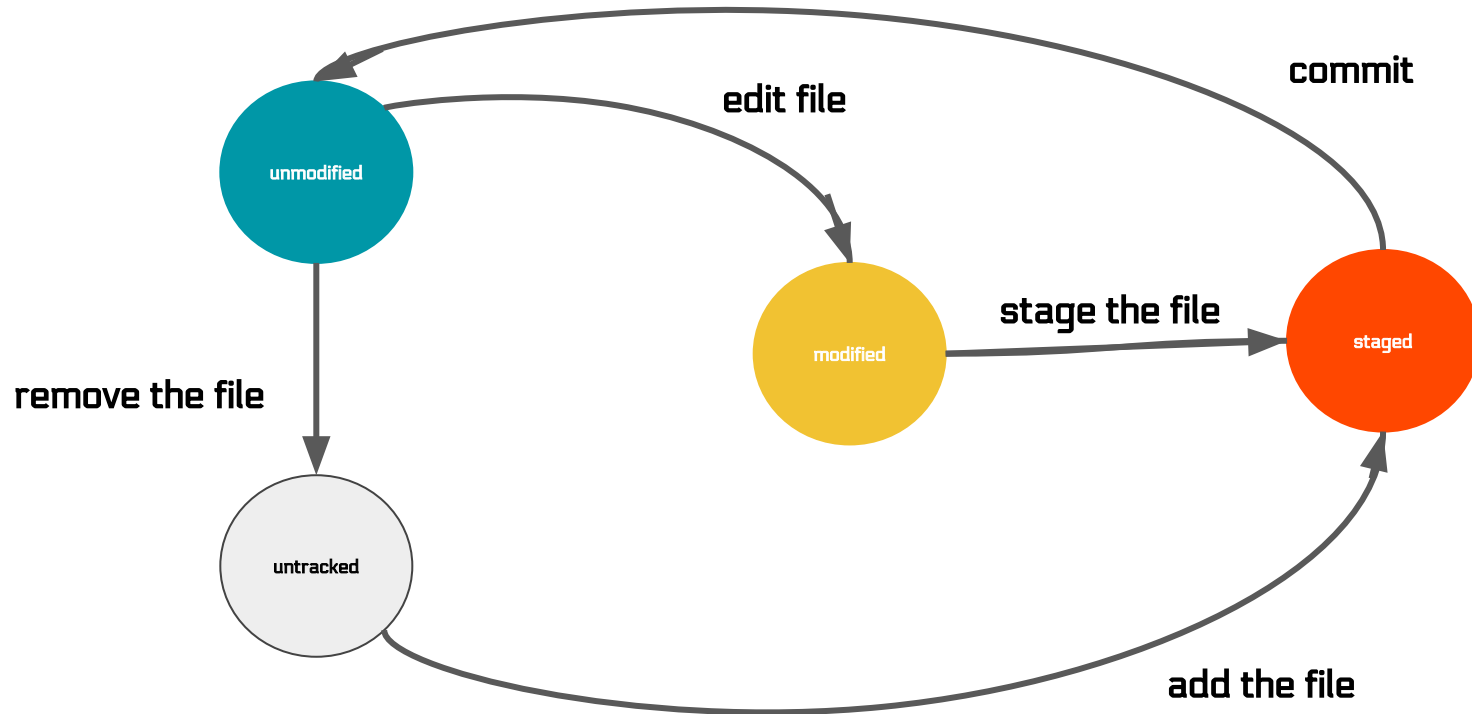 commit
edit file
unmodified
stage the file
modified
staged
remove the file
untracked
add the file